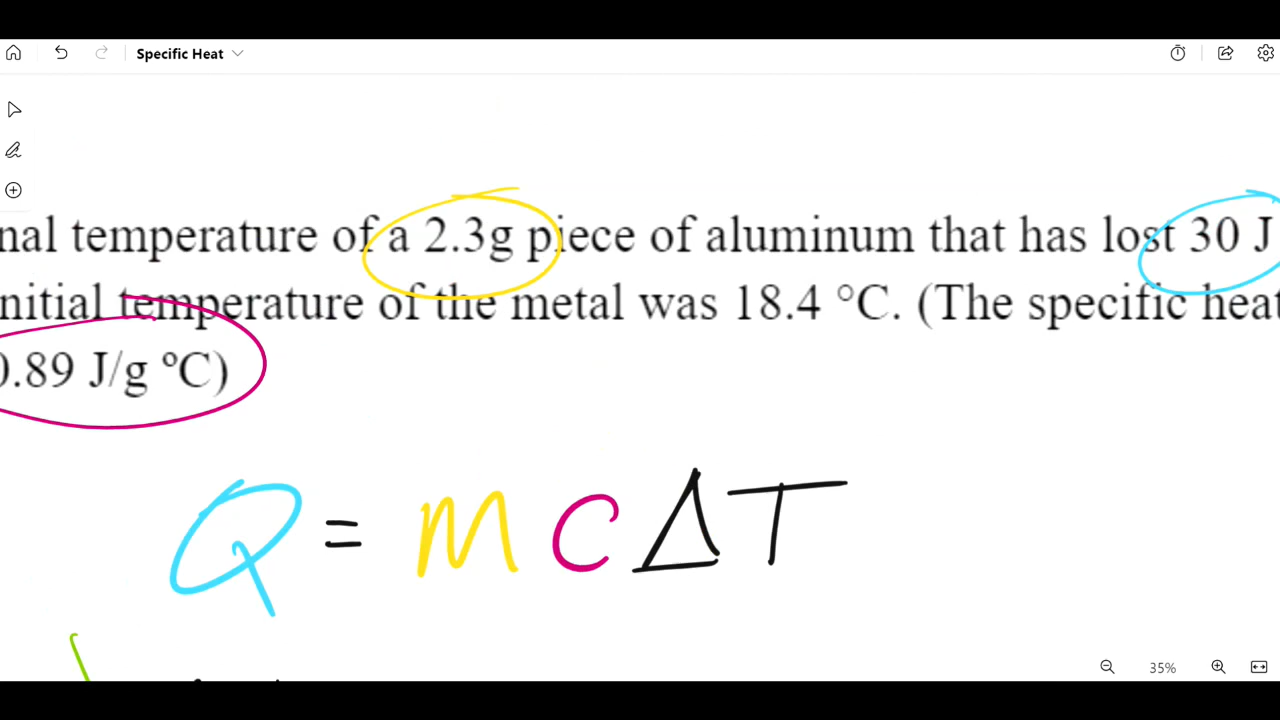 Specific Heat
nal temperature of a 2.3g piece of aluminum that has lost 30 J
nitial temperature of the metal was 18.4 °C. (The specific heat
0.89 J/g °C)
Q = mcΔT
35%